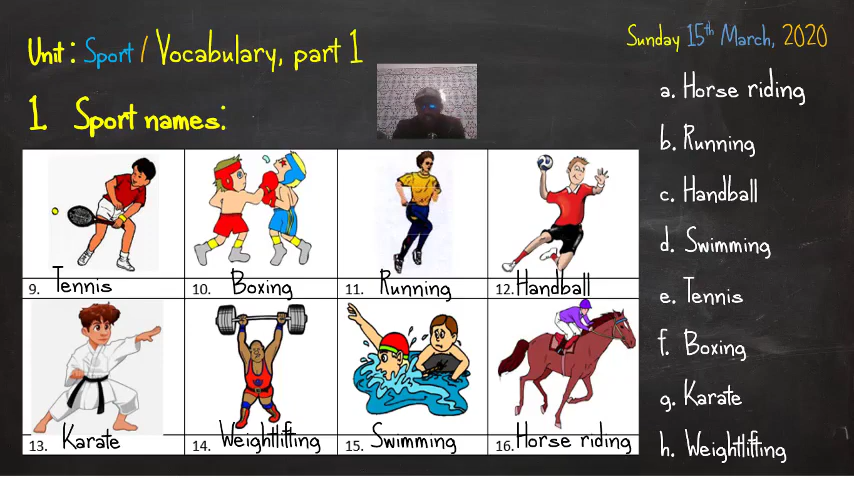 Unit: Sport / Vocabulary, part 1
Sunday 15th March, 2020
1. Sport names:
a. Horse riding
b. Running
c. Handball
d. Swimming
e. Tennis
f. Boxing
g. Karate
h. Weightlifting
9. Tennis
10. Boxing
11. Running
12. Handball
13. Karate
14. Weightlifting
15. Swimming
16. Horse riding